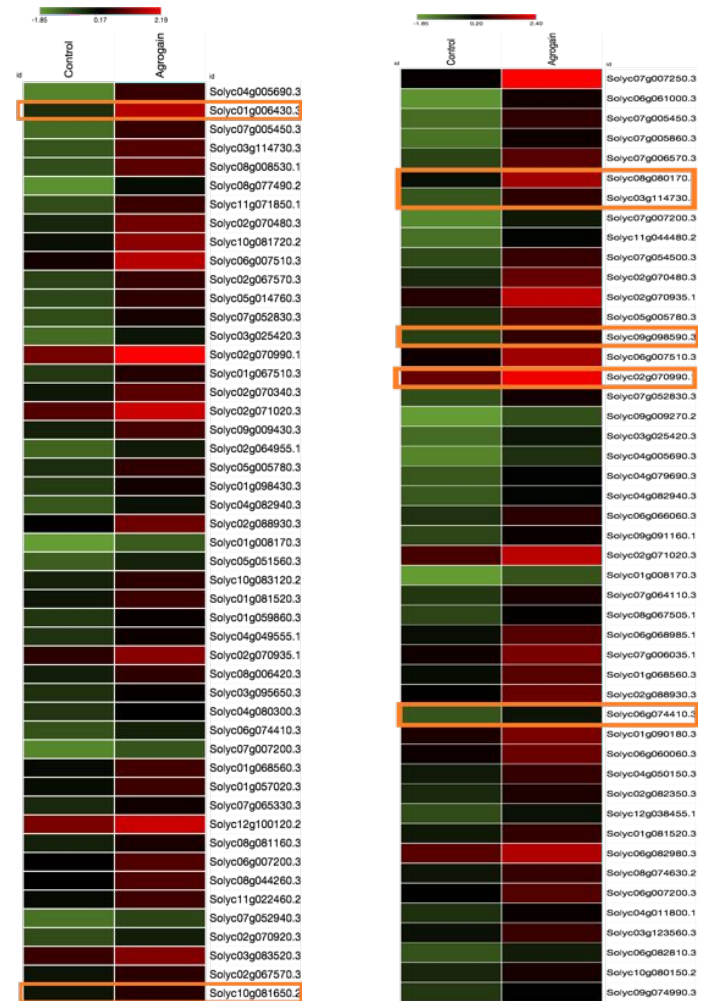 -1.85 0.17 2.19
id Control Agrogain id
Solyc04g005690.3
Solyc01g006430.3
Solyc07g005450.3
Solyc03g114730.3
Solyc08g008530.1
Solyc08g077490.2
Solyc11g071850.1
Solyc02g070480.3
Solyc10g081720.2
Solyc06g007510.3
Solyc02g067570.3
Solyc05g014760.3
Solyc07g052830.3
Solyc03g025420.3
Solyc02g070990.1
Solyc01g067510.3
Solyc02g070340.3
Solyc02g071020.3
Solyc09g009430.3
Solyc02g064955.1
Solyc05g005780.3
Solyc01g098430.3
Solyc04g082940.3
Solyc02g088930.3
Solyc01g008170.3
Solyc05g051560.3
Solyc10g083120.2
Solyc01g081520.3
Solyc01g059860.3
Solyc04g049555.1
Solyc02g070935.1
Solyc08g006420.3
Solyc03g095650.3
Solyc04g080300.3
Solyc06g074410.3
Solyc07g007200.3
Solyc01g068560.3
Solyc01g057020.3
Solyc07g065330.3
Solyc12g100120.2
Solyc08g081160.3
Solyc06g007200.3
Solyc08g044260.3
Solyc11g022460.2
Solyc07g052940.3
Solyc02g070920.3
Solyc03g083520.3
Solyc02g067570.3
Solyc10g081650.2
-1.85 0.20 2.40
id Control Agrogain id
Solyc07g007250.3
Solyc06g061000.3
Solyc07g005450.3
Solyc07g005860.3
Solyc07g006570.3
Solyc08g080170.
Solyc03g114730.
Solyc07g007200.3
Solyc11g044480.2
Solyc07g054500.3
Solyc02g070480.3
Solyc02g070935.1
Solyc05g005780.3
Solyc09g098590.3
Solyc06g007510.3
Solyc02g070990.
Solyc07g052830.3
Solyc09g009270.2
Solyc03g025420.3
Solyc04g005690.3
Solyc04g079690.3
Solyc04g082940.3
Solyc06g066060.3
Solyc09g091160.1
Solyc02g071020.3
Solyc01g008170.3
Solyc07g064110.3
Solyc08g067505.1
Solyc06g068985.1
Solyc07g006035.1
Solyc01g068560.3
Solyc02g088930.3
Solyc06g074410.3
Solyc01g090180.3
Solyc06g060060.3
Solyc04g050150.3
Solyc02g082350.3
Solyc12g038455.1
Solyc01g081520.3
Solyc06g082980.3
Solyc08g074630.2
Solyc06g007200.3
Solyc04g011800.1
Solyc03g123560.3
Solyc06g082810.3
Solyc10g080150.2
Solyc09g074990.3